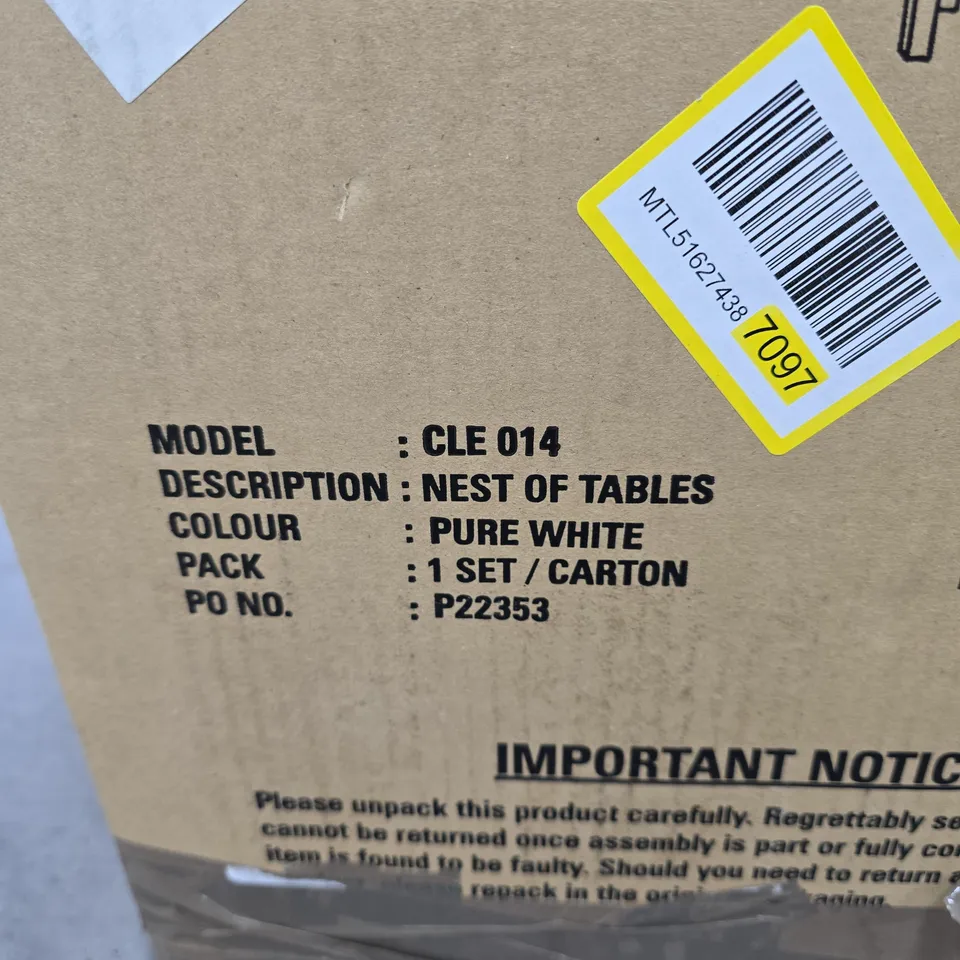 MTL51627438
7097
MODEL : CLE 014
DESCRIPTION : NEST OF TABLES
COLOUR : PURE WHITE
PACK : 1 SET / CARTON
PO NO. : P22353
IMPORTANT NOTIC
Please unpack this product carefully. Regrettably se
cannot be returned once assembly is part or fully co
item is found to be faulty. Should you need to return a
please repack in the